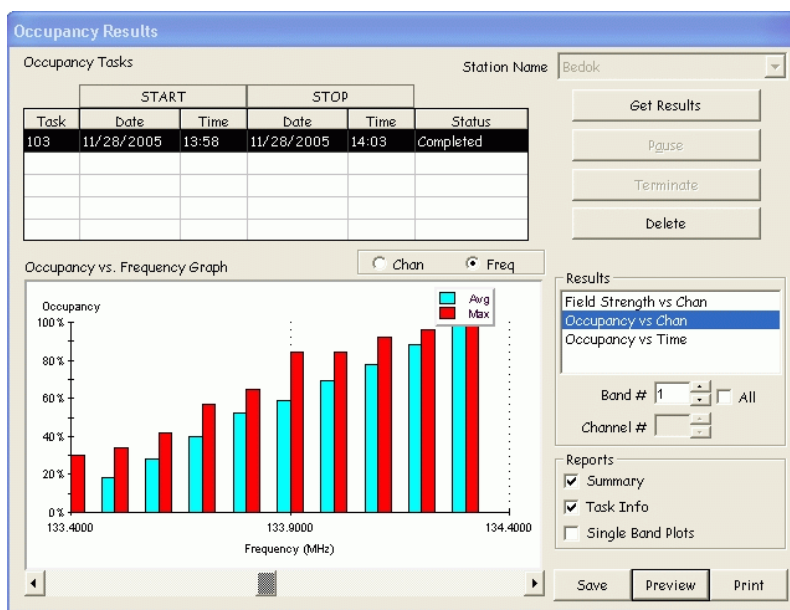 Occupancy Results
Occupancy Tasks
Station Name Bedok
START STOP
Task Date Time Date Time Status
103 11/28/2005 13:58 11/28/2005 14:03 Completed
Get Results
Pause
Terminate
Delete
Occupancy vs. Frequency Graph
Chan Freq
Occupancy
Avg
Max
100%
80%
60%
40%
20%
0%
133.4000 133.9000 134.4000
Frequency (MHz)
Results
Field Strength vs Chan
Occupancy vs Chan
Occupancy vs Time
Band # 1 All
Channel #
Reports
Summary
Task Info
Single Band Plots
Save Preview Print